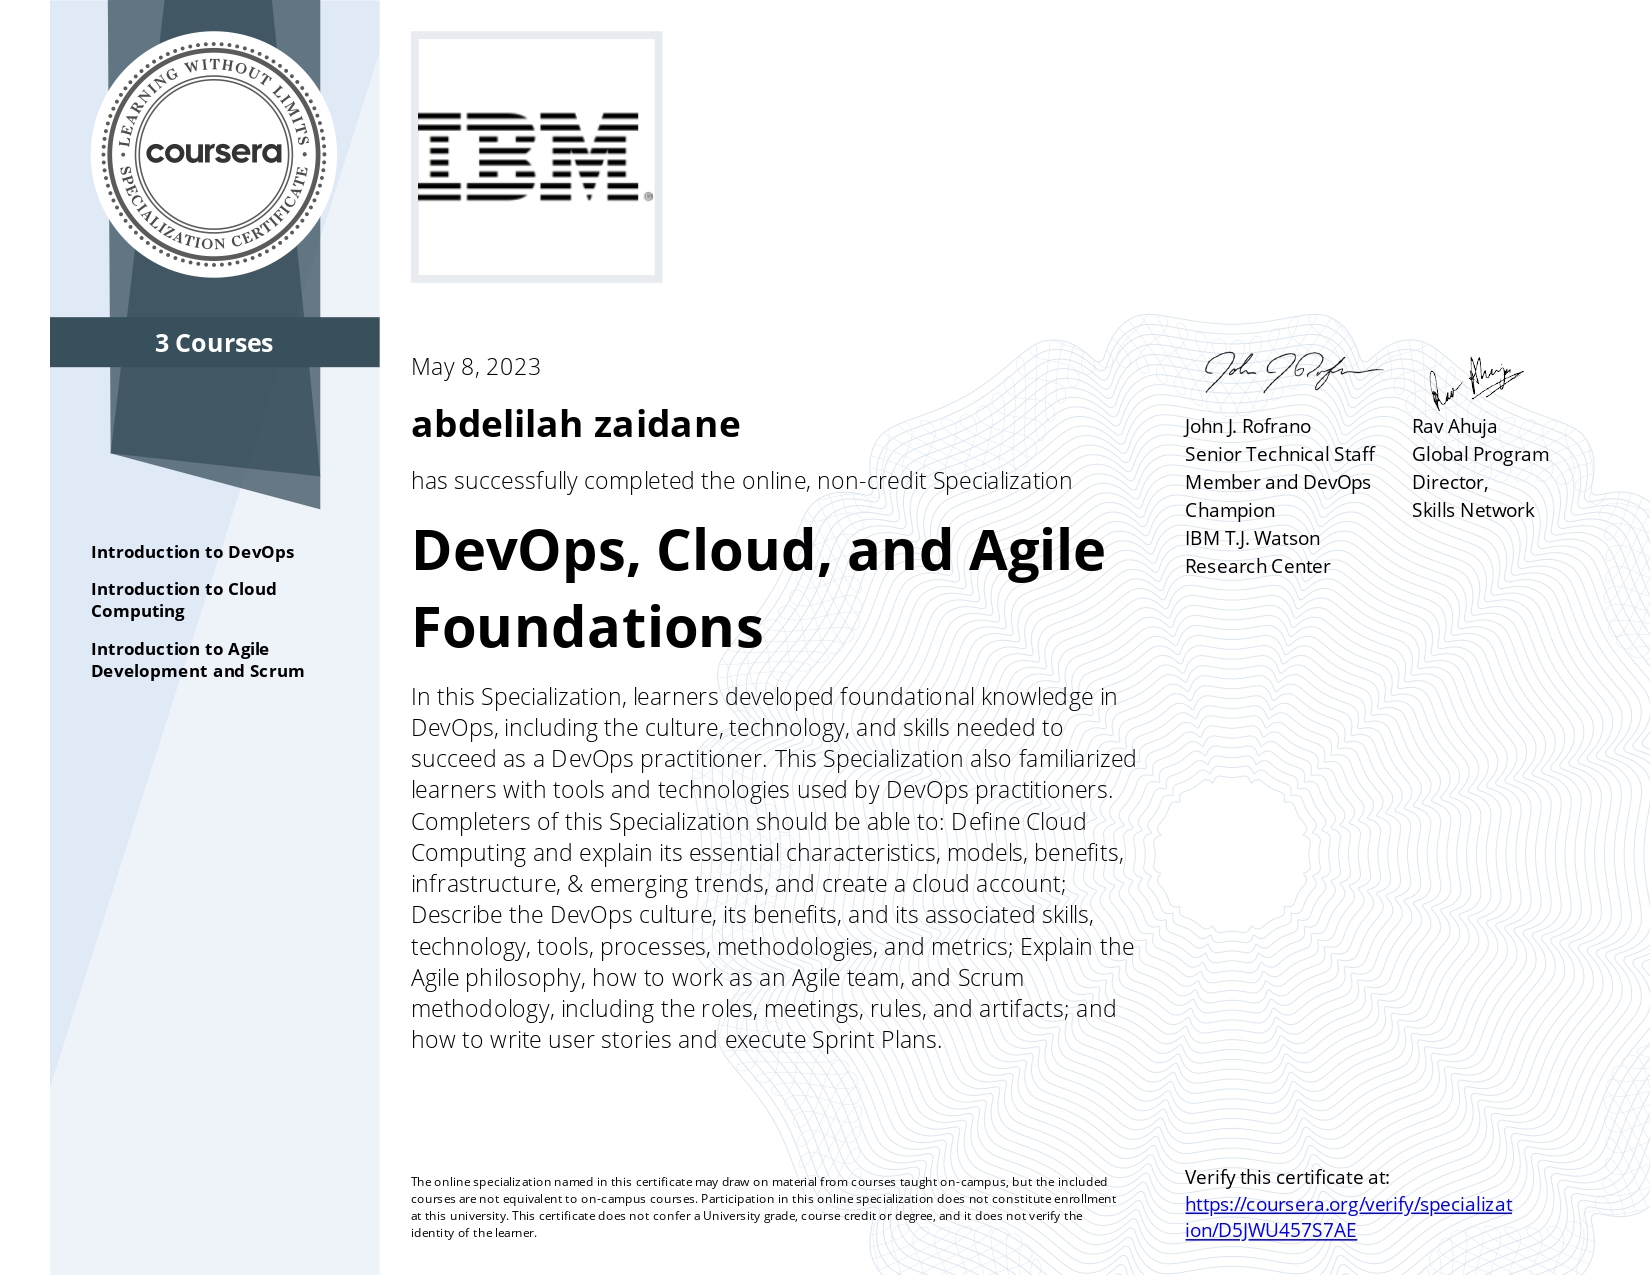 LEARNING WITHOUT LIMITS
coursera
SPECIALIZATION CERTIFICATE
3 Courses
Introduction to DevOps
Introduction to Cloud
Computing
Introduction to Agile
Development and Scrum
IBM®
May 8, 2023
abdelilah zaidane
has successfully completed the online, non-credit Specialization
DevOps, Cloud, and Agile
Foundations
In this Specialization, learners developed foundational knowledge in
DevOps, including the culture, technology, and skills needed to
succeed as a DevOps practitioner. This Specialization also familiarized
learners with tools and technologies used by DevOps practitioners.
Completers of this Specialization should be able to: Define Cloud
Computing and explain its essential characteristics, models, benefits,
infrastructure, & emerging trends, and create a cloud account;
Describe the DevOps culture, its benefits, and its associated skills,
technology, tools, processes, methodologies, and metrics; Explain the
Agile philosophy, how to work as an Agile team, and Scrum
methodology, including the roles, meetings, rules, and artifacts; and
how to write user stories and execute Sprint Plans.
John J Rofrano
John J. Rofrano
Senior Technical Staff
Member and DevOps
Champion
IBM T.J. Watson
Research Center
Rav Ahuja
Rav Ahuja
Global Program
Director,
Skills Network
The online specialization named in this certificate may draw on material from courses taught on-campus, but the included
courses are not equivalent to on-campus courses. Participation in this online specialization does not constitute enrollment
at this university. This certificate does not confer a University grade, course credit or degree, and it does not verify the
identity of the learner.
Verify this certificate at:
https://coursera.org/verify/specializat
ion/D5JWU457S7AE